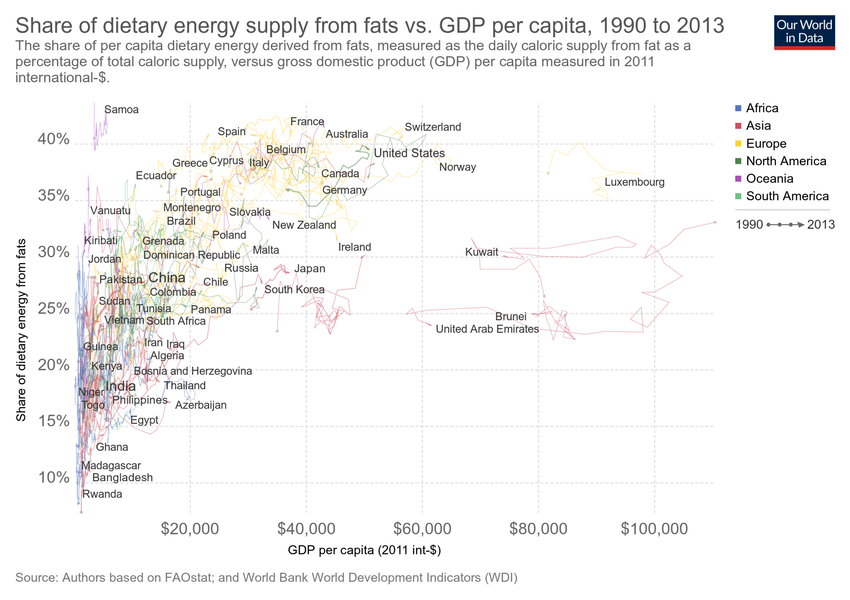 Share of dietary energy supply from fats vs. GDP per capita, 1990 to 2013
Our World
in Data
The share of per capita dietary energy derived from fats, measured as the daily caloric supply from fat as a
percentage of total caloric supply, versus gross domestic product (GDP) per capita measured in 2011
international-$.
Samoa
France
Spain
Australia
Switzerland
40%
Belgium
United States
Greece
Cyprus
Italy
Norway
Ecuador
Canada
Luxembourg
Portugal
Germany
35%
Vanuatu
Montenegro
Slovakia
Brazil
New Zealand
Kiribati
Grenada
Poland
Ireland
30%
Jordan
Dominican Republic
Malta
Kuwait
Russia
Japan
Pakistan
China
Chile
Colombia
South Korea
Sudan
25%
Tunisia
Panama
Vietnam
South Africa
Brunei
United Arab Emirates
Guinea
Iran
Iraq
Algeria
20%
Kenya
Bosnia and Herzegovina
India
Thailand
Niger
Togo
Philippines
Azerbaijan
15%
Egypt
Ghana
Madagascar
10%
Bangladesh
Rwanda
Share of dietary energy from fats
$20,000
$40,000
$60,000
$80,000
$100,000
GDP per capita (2011 int-$)
Africa
Asia
Europe
North America
Oceania
South America
1990
2013
Source: Authors based on FAOstat; and World Bank World Development Indicators (WDI)